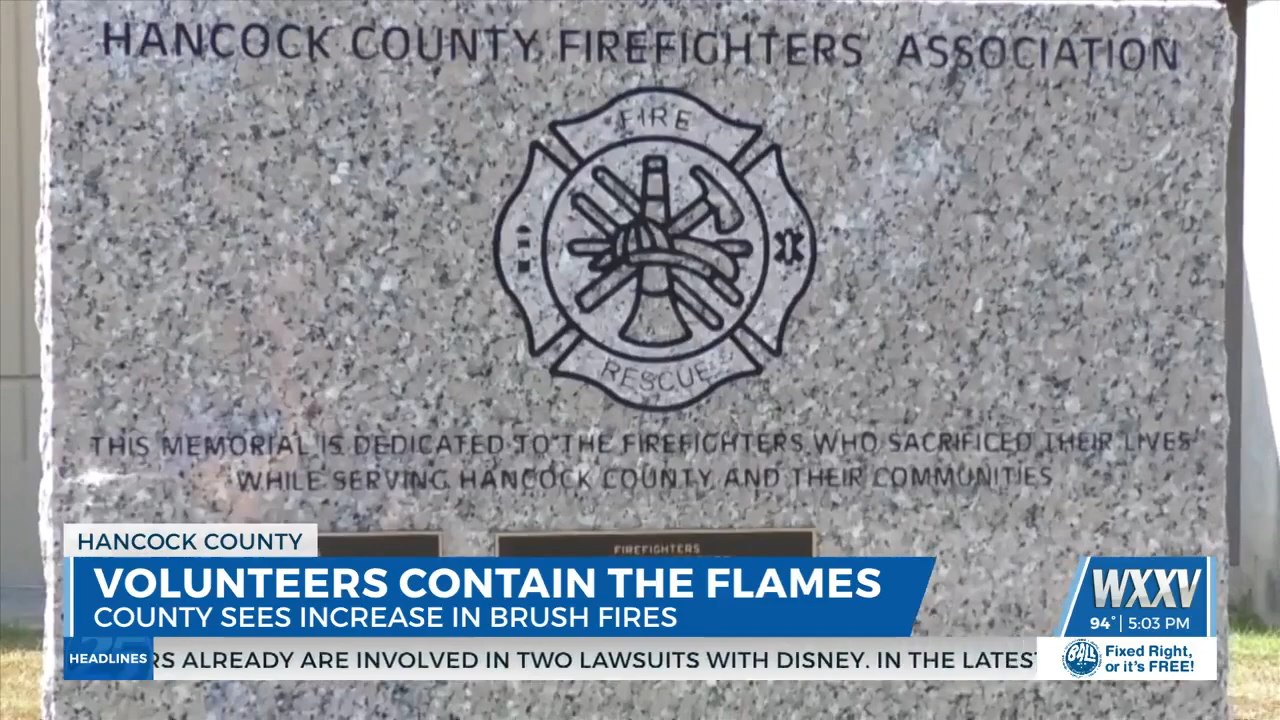 HANCOCK COUNTY FIREFIGHTERS ASSOCIATION
FIRE
RESCUE
THIS MEMORIAL IS DEDICATED TO THE FIREFIGHTERS WHO SACRIFICED THEIR LIVES
WHILE SERVING HANCOCK COUNTY AND THEIR COMMUNITIES
FIREFIGHTERS
HANCOCK COUNTY
VOLUNTEERS CONTAIN THE FLAMES
COUNTY SEES INCREASE IN BRUSH FIRES
WXXV
94° | 5:03 PM
25
HEADLINES
RS ALREADY ARE INVOLVED IN TWO LAWSUITS WITH DISNEY. IN THE LATEST
Fixed Right,
or it's FREE!